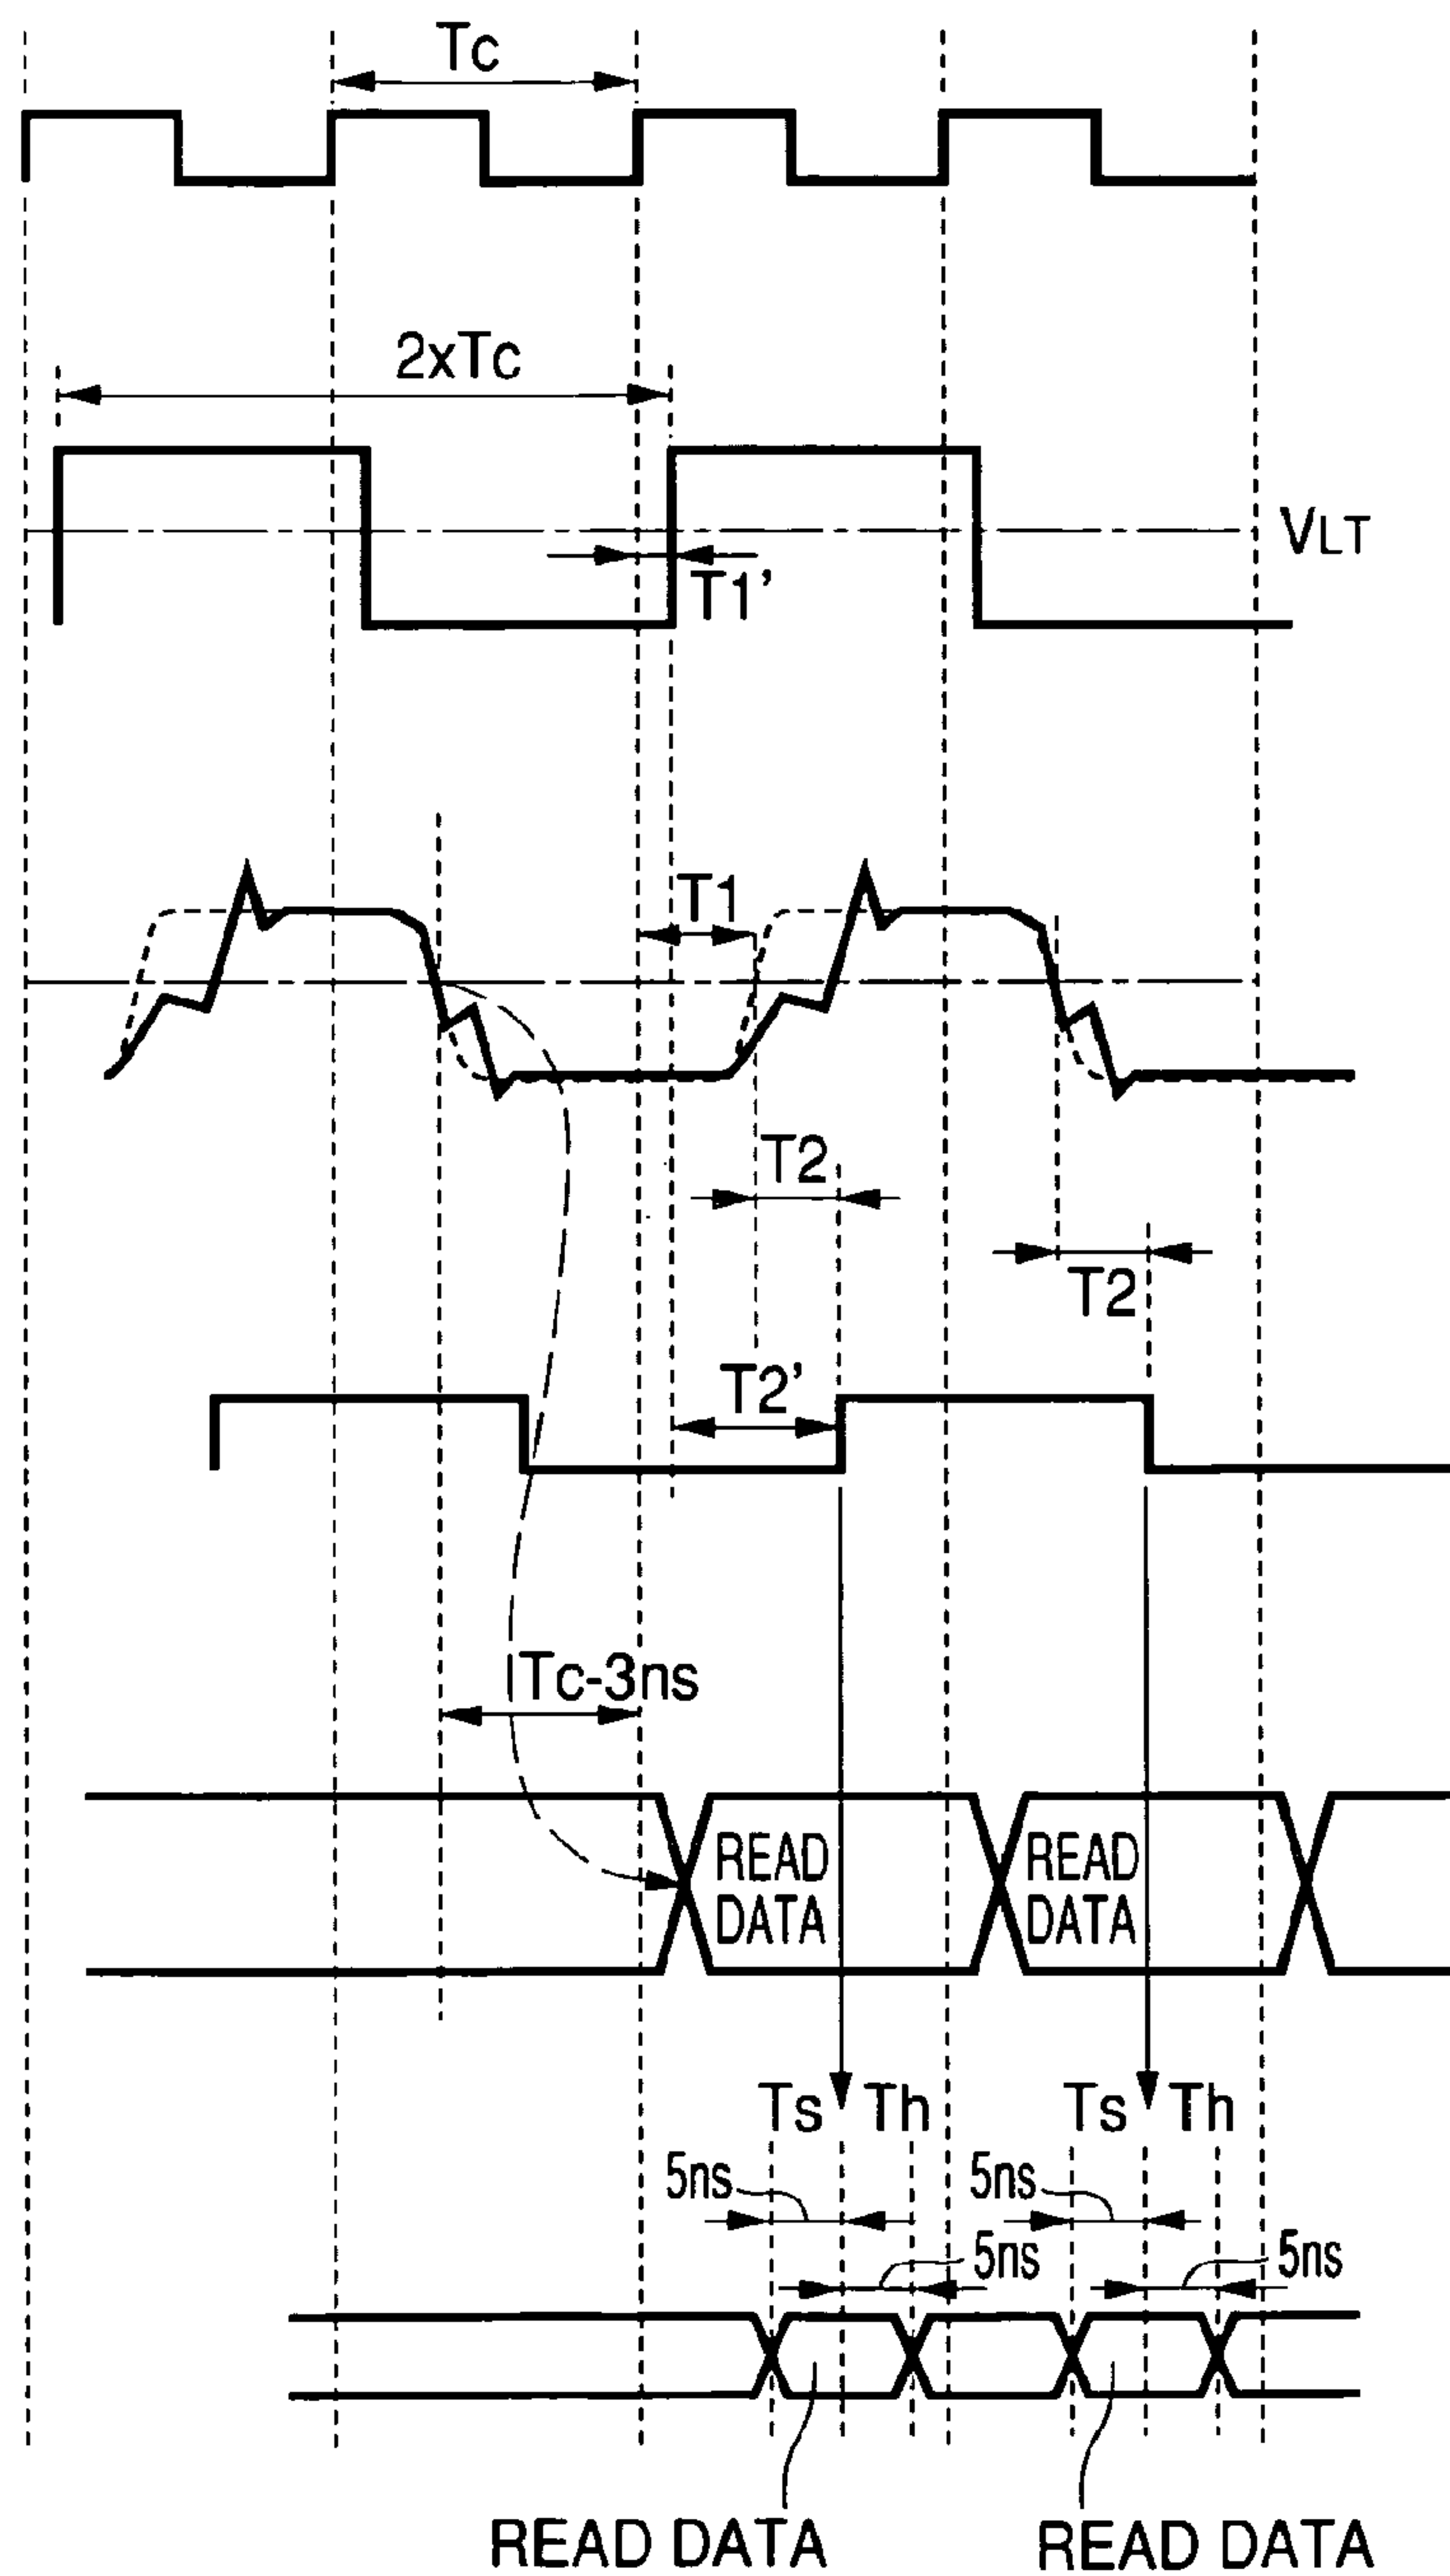 Tc
2xTc
VLT
T1'
T1
T2
T2
T2'
Tc-3ns
READ
DATA
READ
DATA
Ts
Th
Ts
Th
5ns
5ns
5ns
5ns
READ DATA
READ DATA